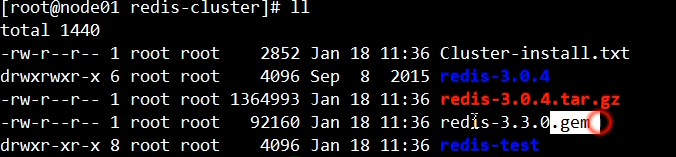 [root@node01 redis-cluster]# ll
total 1440
-rw-r--r-- 1 root root    2852 Jan 18 11:36 Cluster-install.txt
drwxrwxr-x 6 root root    4096 Sep  8  2015 redis-3.0.4
-rw-r--r-- 1 root root 1364993 Jan 18 11:36 redis-3.0.4.tar.gz
-rw-r--r-- 1 root root   92160 Jan 18 11:36 redis-3.3.0.gem
drwxr-xr-x 8 root root    4096 Jan 18 11:36 redis-test